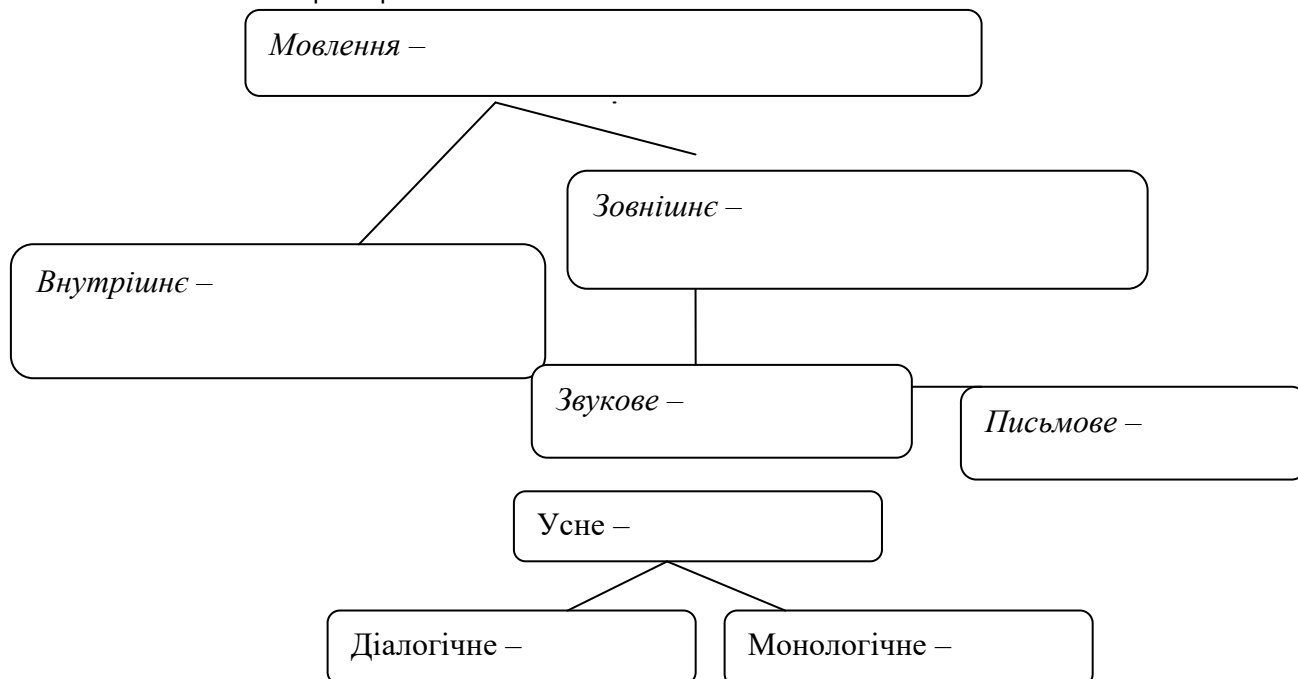 Мовлення –
Зовнішнє –
Внутрішнє –
Звукове –
Письмове –
Усне –
Діалогічне –
Монологічне –